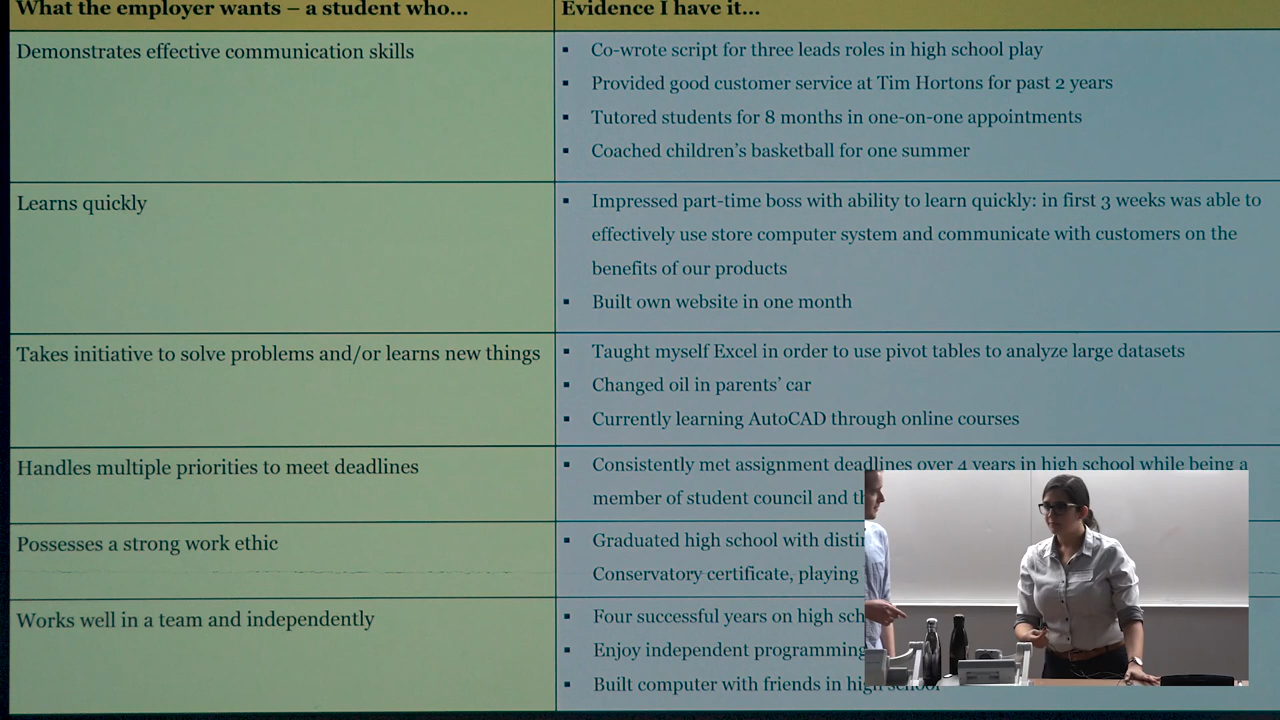 What the employer wants – a student who...
Evidence I have it...
Demonstrates effective communication skills
▪ Co-wrote script for three leads roles in high school play
▪ Provided good customer service at Tim Hortons for past 2 years
▪ Tutored students for 8 months in one-on-one appointments
▪ Coached children's basketball for one summer
Learns quickly
▪ Impressed part-time boss with ability to learn quickly: in first 3 weeks was able to
effectively use store computer system and communicate with customers on the
benefits of our products
▪ Built own website in one month
Takes initiative to solve problems and/or learns new things
▪ Taught myself Excel in order to use pivot tables to analyze large datasets
▪ Changed oil in parents' car
▪ Currently learning AutoCAD through online courses
Handles multiple priorities to meet deadlines
▪ Consistently met assignment deadlines over 4 years in high school while being a
member of student council and
Possesses a strong work ethic
▪ Graduated high school with
Conservatory certificate, playing
Works well in a team and independently
▪ Four successful years on high
▪ Enjoy independent programming
▪ Built computer with friends in high school